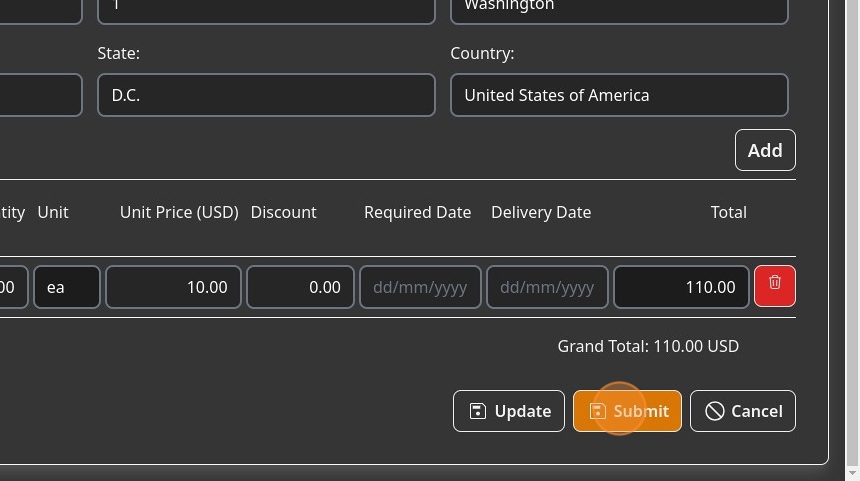 1 Washington
State: Country:
D.C. United States of America
Add
tity Unit Unit Price (USD) Discount Required Date Delivery Date Total
00 ea 10.00 0.00 dd/mm/yyyy dd/mm/yyyy 110.00
Grand Total: 110.00 USD
Update Submit Cancel